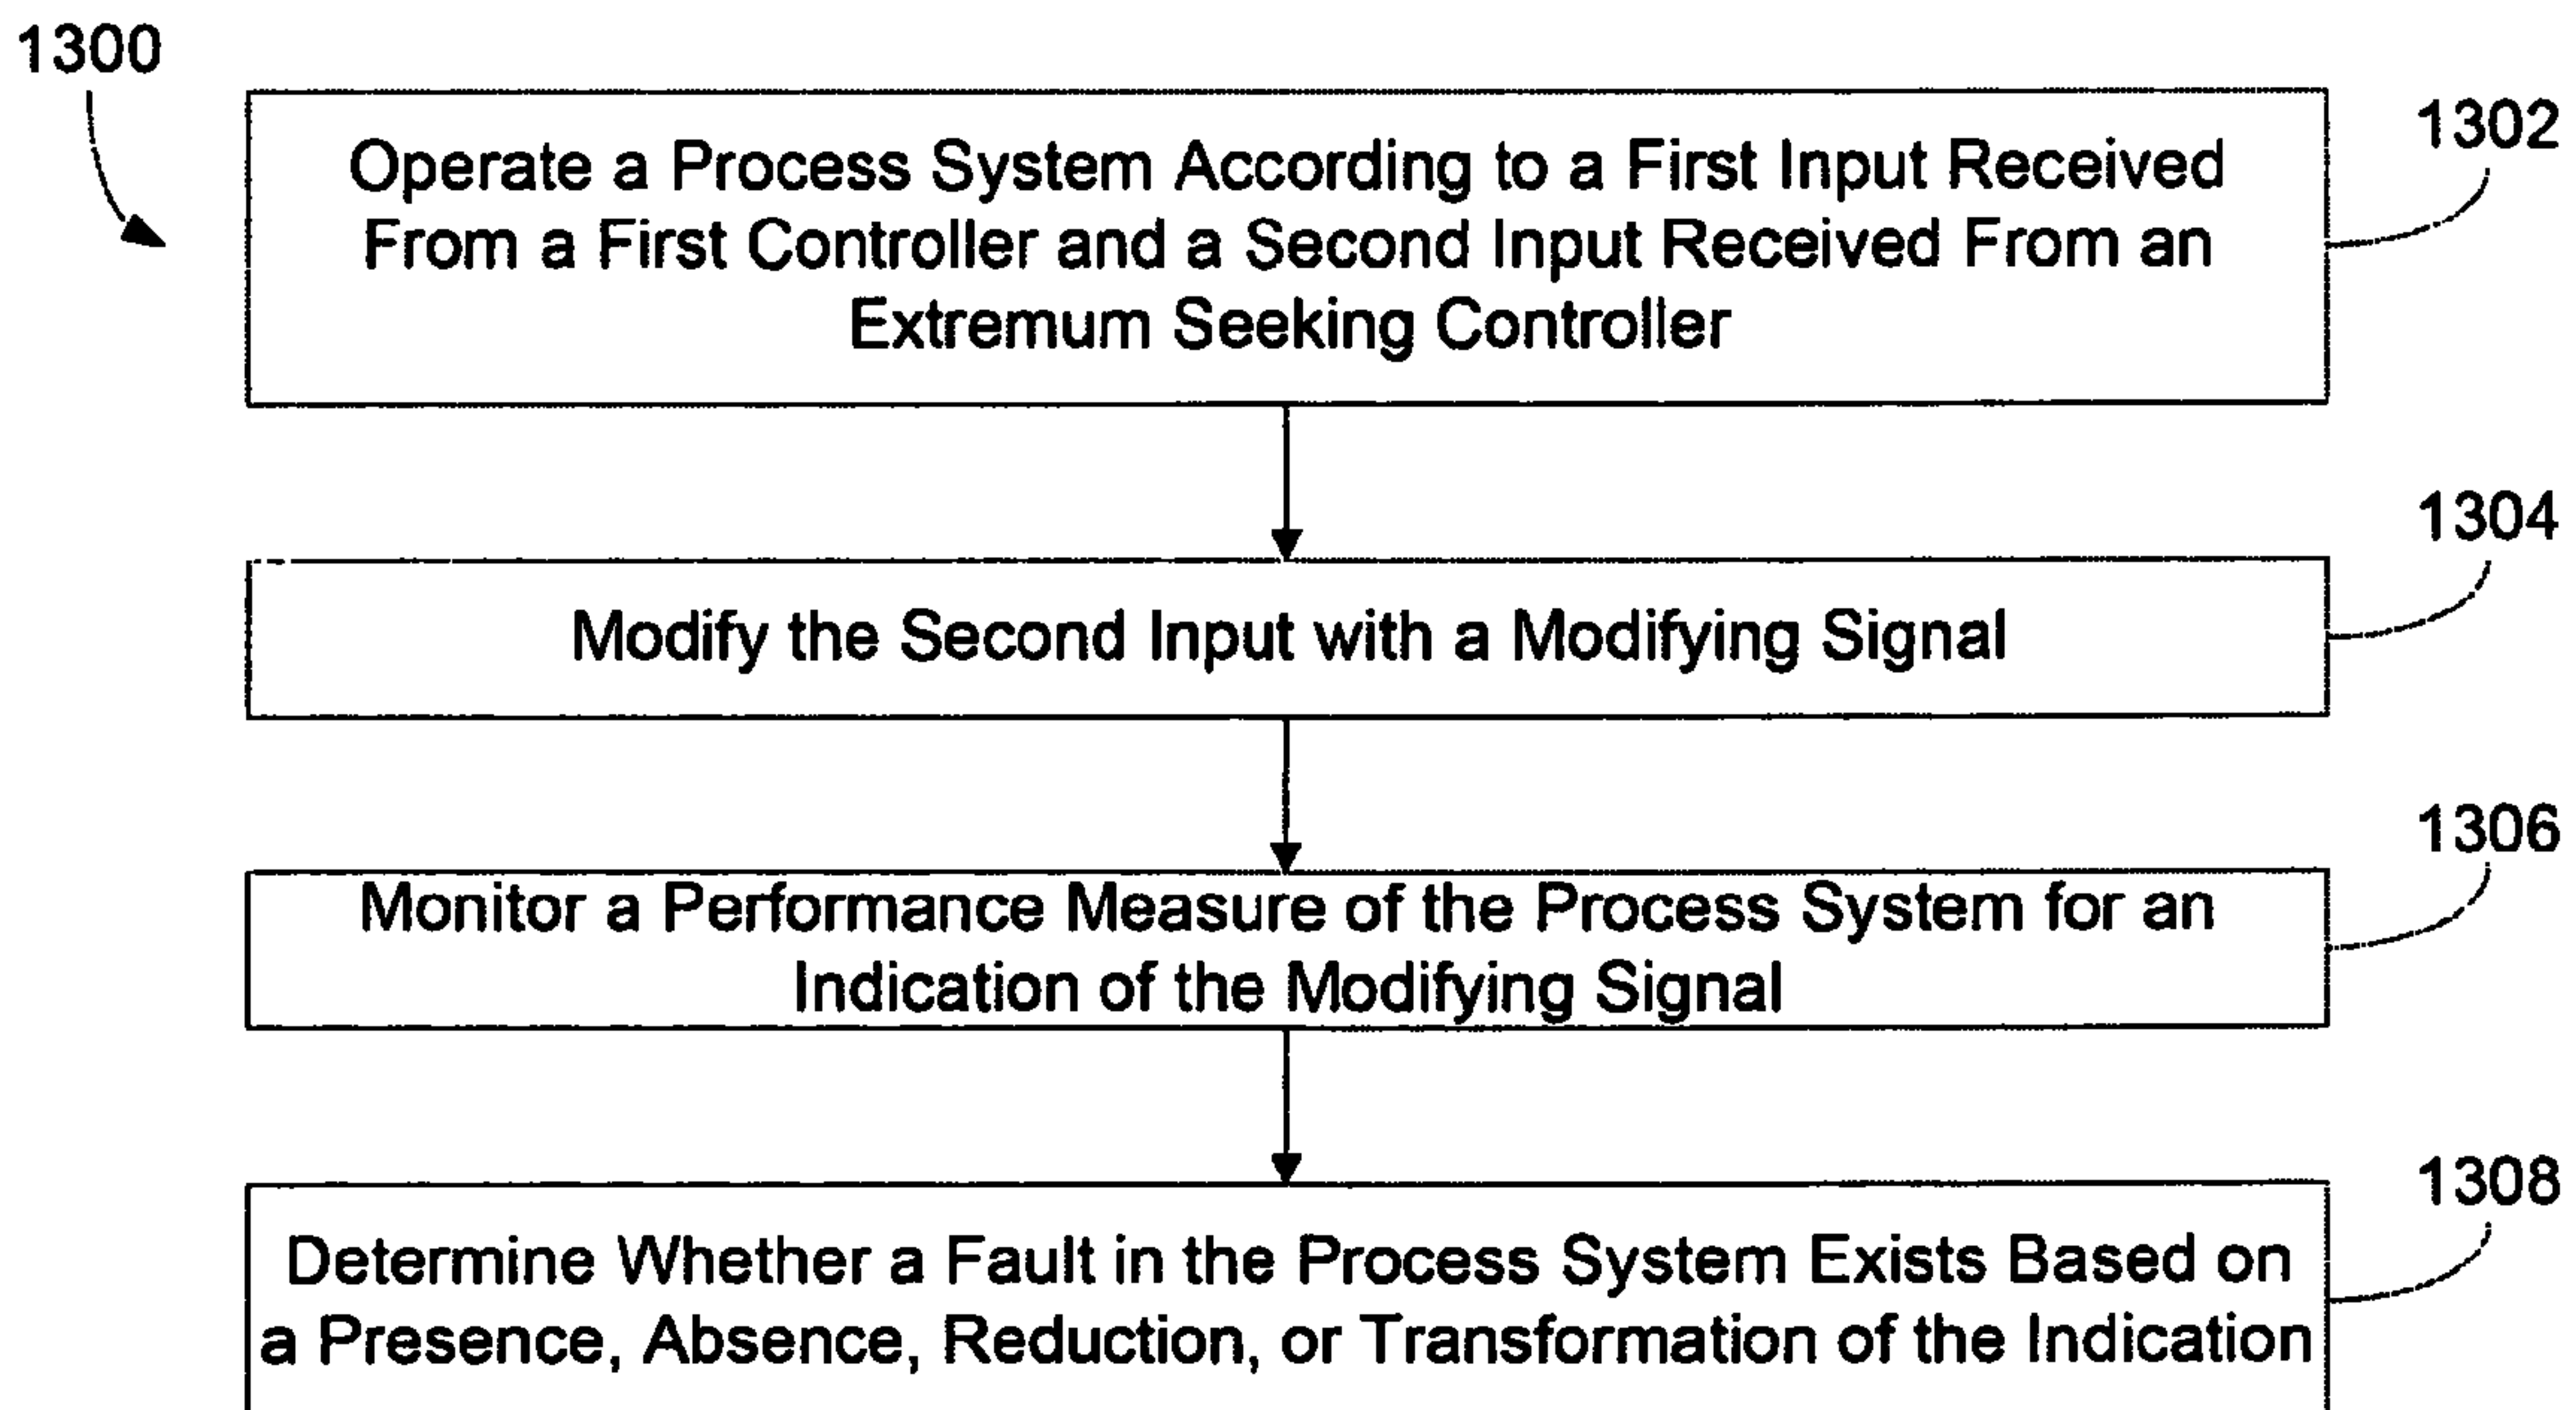 1300
1302
Operate a Process System According to a First Input Received
From a First Controller and a Second Input Received From an
Extremum Seeking Controller
1304
Modify the Second Input with a Modifying Signal
1306
Monitor a Performance Measure of the Process System for an
Indication of the Modifying Signal
1308
Determine Whether a Fault in the Process System Exists Based on
a Presence, Absence, Reduction, or Transformation of the Indication